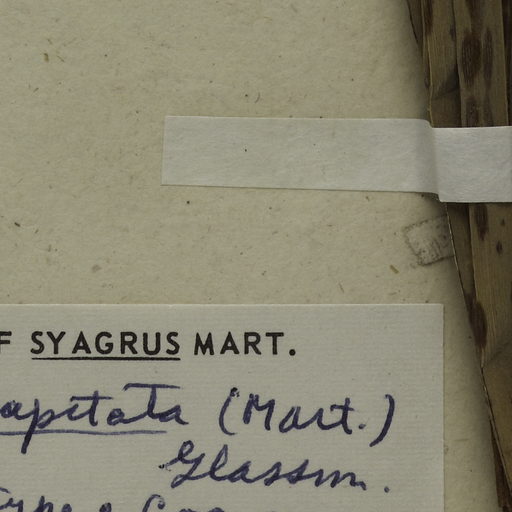 F SYAGRUS MART.
apitata (Mart.)
Glassm.